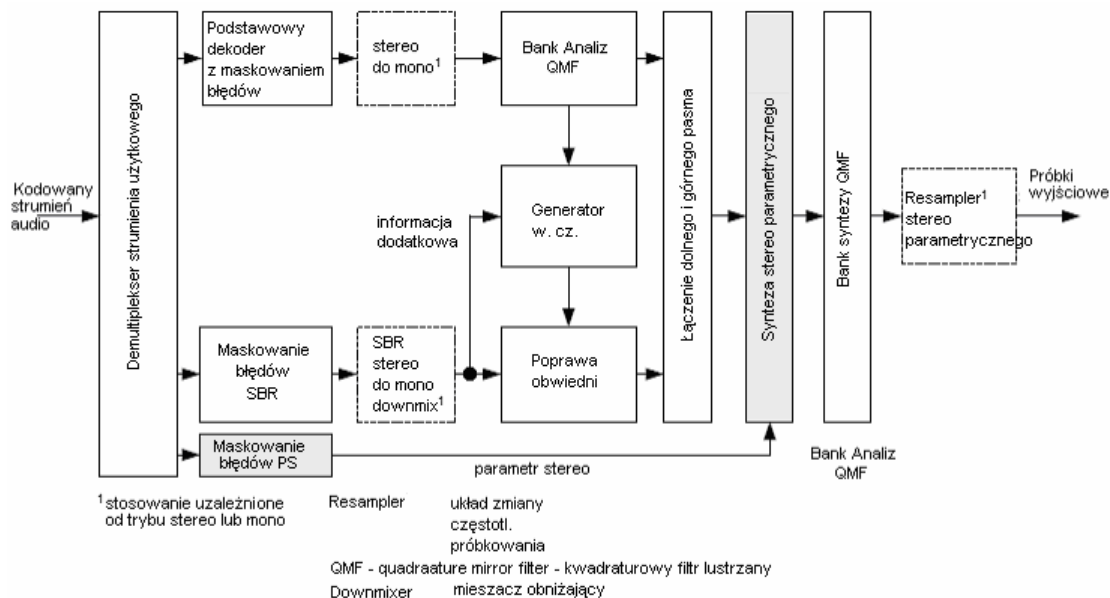 Kodowany
strumień
audio
Demultiplekser strumienia użytkowego
Podstawowy
dekoder
z maskowaniem
błędów
stereo
do mono¹
Bank Analiz
QMF
informacja
dodatkowa
Generator
w. cz.
Maskowanie
błędów
SBR
SBR
stereo
do mono
downmix¹
Poprawa
obwiedni
Maskowanie
błędów PS
parametr stereo
Łączenie dolnego i górnego pasma
Synteza stereo parametrycznego
Bank syntezy QMF
Bank Analiz
QMF
Resampler¹
stereo
parametrycznego
Próbki
wyjściowe
¹stosowanie uzależnione
od trybu stereo lub mono
Resampler układ zmiany
częstotl.
próbkowania
QMF - quadraature mirror filter - kwadraturowy filtr lustrzany
Downmixer mieszacz obniżający